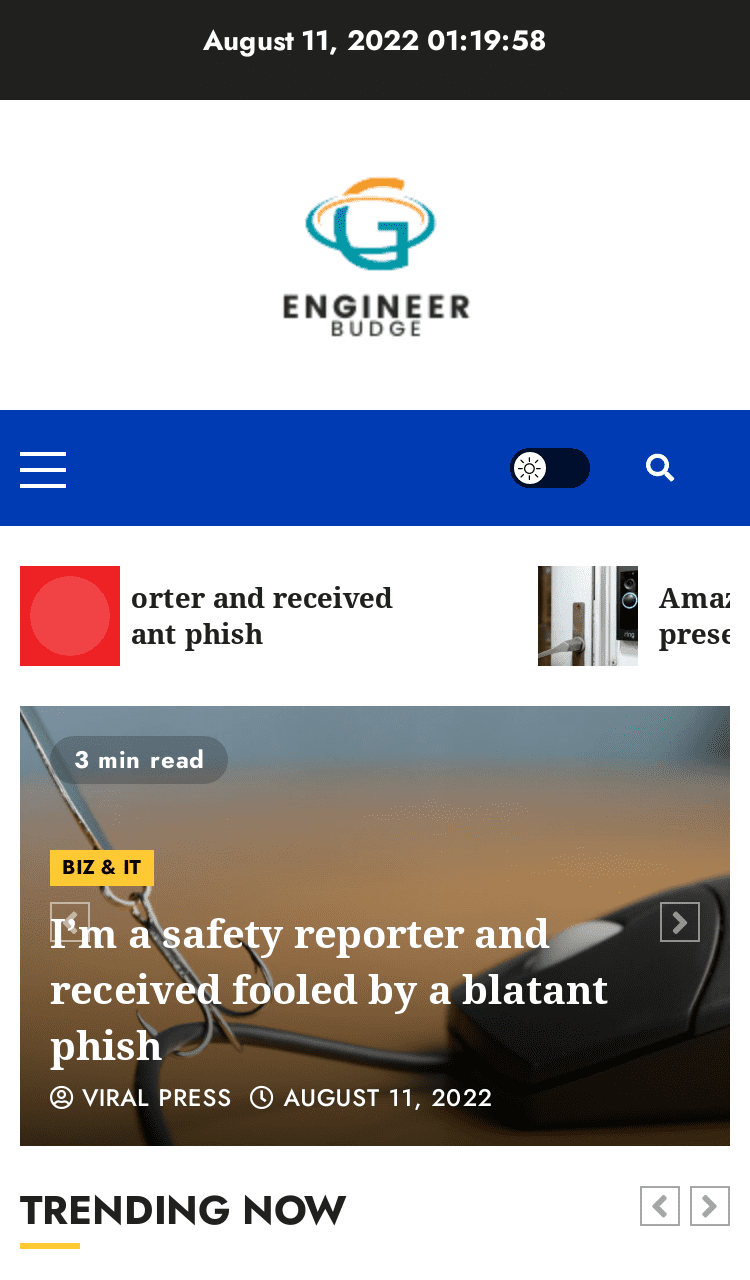 August 11, 2022 01:19:58
ENGINEER
BUDGE
orter and received
ant phish
ring
Amaz
prese
3 min read
BIZ & IT
I'm a safety reporter and
received fooled by a blatant
phish
VIRAL PRESS AUGUST 11, 2022
TRENDING NOW